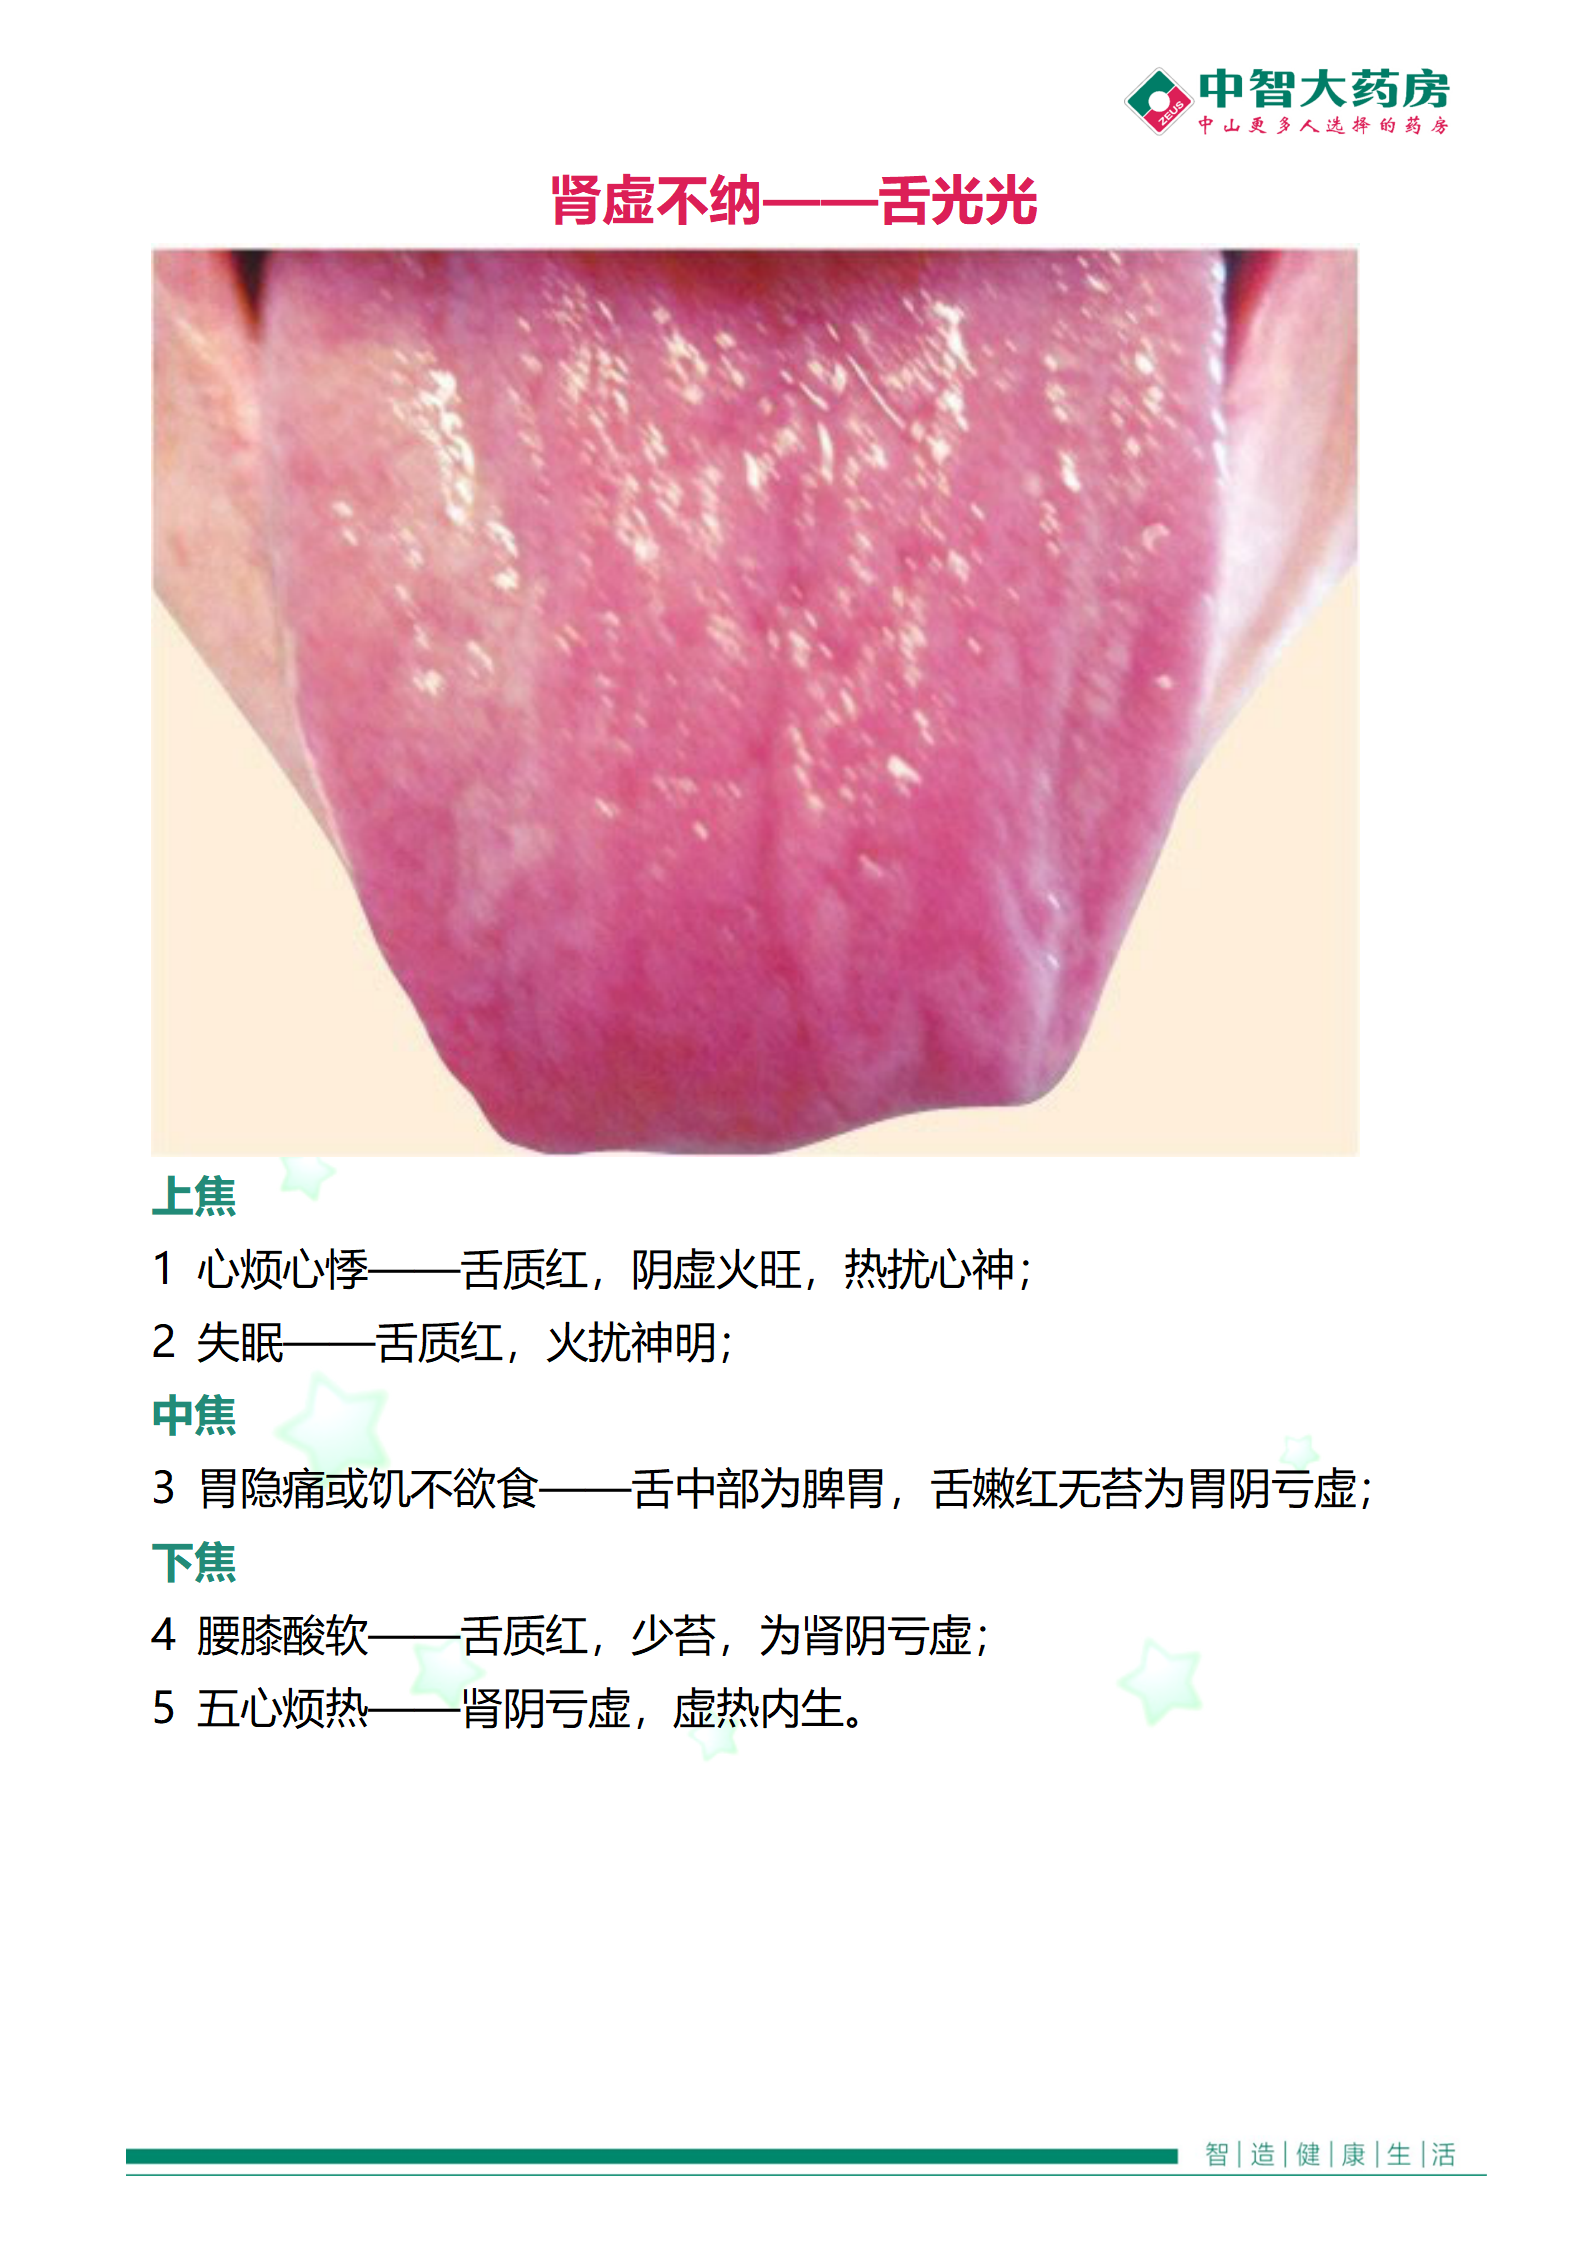 中智大药房
ZEUS
中山更多人选择的药房
肾虚不纳——舌光光
上焦
1 心烦心悸——舌质红，阴虚火旺，热扰心神；
2 失眠——舌质红，火扰神明；
中焦
3 胃隐痛或饥不欲食——舌中部为脾胃，舌嫩红无苔为胃阴亏虚；
下焦
4 腰膝酸软——舌质红，少苔，为肾阴亏虚；
5 五心烦热——肾阴亏虚，虚热内生。
智|造|健|康|生|活